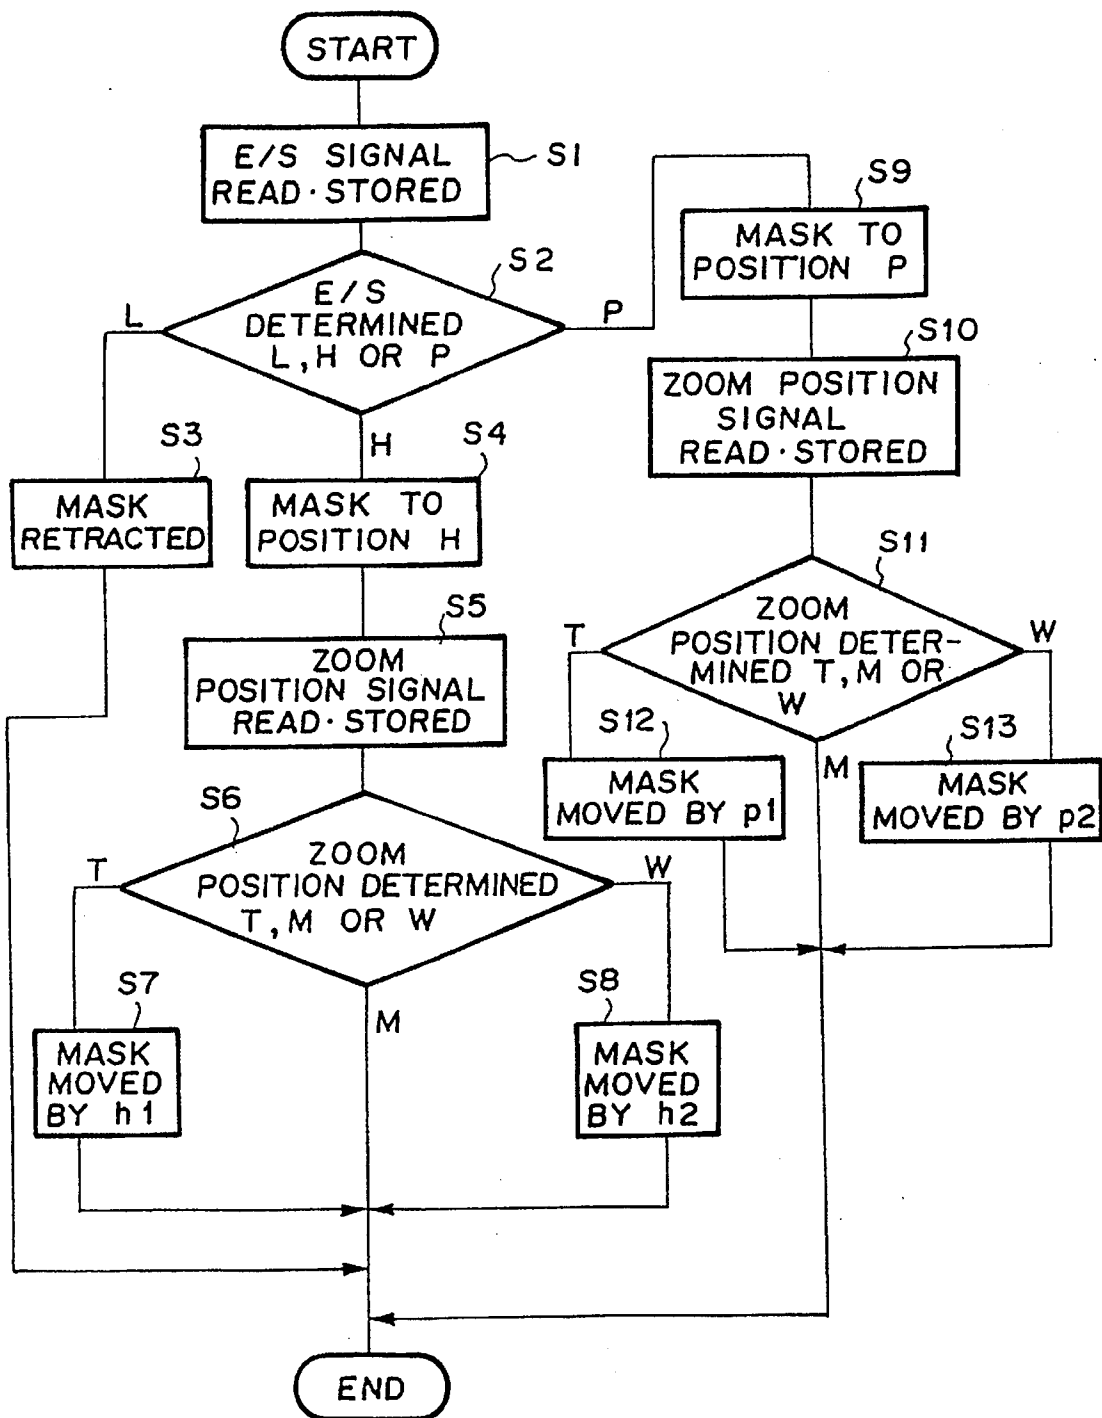 START
E/S SIGNAL
READ·STORED
S1
E/S
DETERMINED
L,H OR P
S2
L
H
P
S3
MASK
RETRACTED
S4
MASK TO
POSITION H
S5
ZOOM
POSITION SIGNAL
READ·STORED
S6
ZOOM
POSITION DETERMINED
T,M OR W
T
M
W
S7
MASK
MOVED
BY h1
S8
MASK
MOVED
BY h2
S9
MASK TO
POSITION P
S10
ZOOM POSITION
SIGNAL
READ·STORED
S11
ZOOM
POSITION DETER-
MINED T,M OR
W
T
M
W
S12
MASK
MOVED BY p1
S13
MASK
MOVED BY p2
END